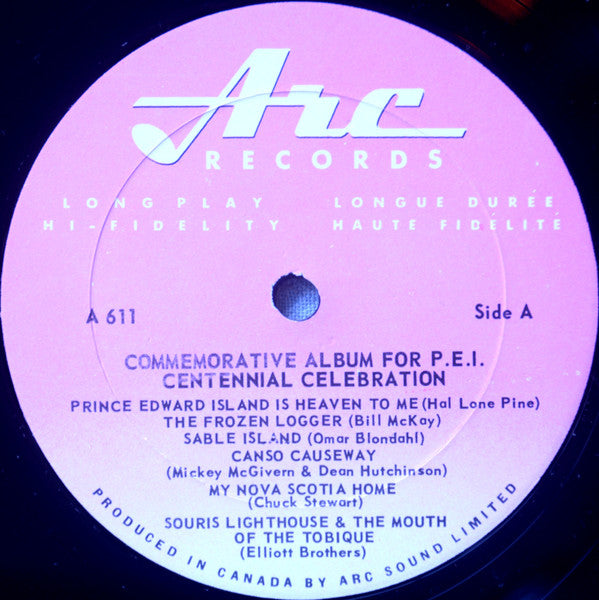 Arc
RECORDS
LONG PLAY
HI-FIDELITY
LONGUE DURÉE
HAUTE FIDÉLITÉ
A 611
Side A
COMMEMORATIVE ALBUM FOR P.E.I.
CENTENNIAL CELEBRATION
PRINCE EDWARD ISLAND IS HEAVEN TO ME (Hal Lone Pine)
THE FROZEN LOGGER (Bill McKay)
SABLE ISLAND (Omar Blondahl)
CANSO CAUSEWAY
(Mickey McGivern & Dean Hutchinson)
MY NOVA SCOTIA HOME
(Chuck Stewart)
SOURIS LIGHTHOUSE & THE MOUTH
OF THE TOBIQUE
(Elliott Brothers)
PRODUCED IN CANADA BY ARC SOUND LIMITED